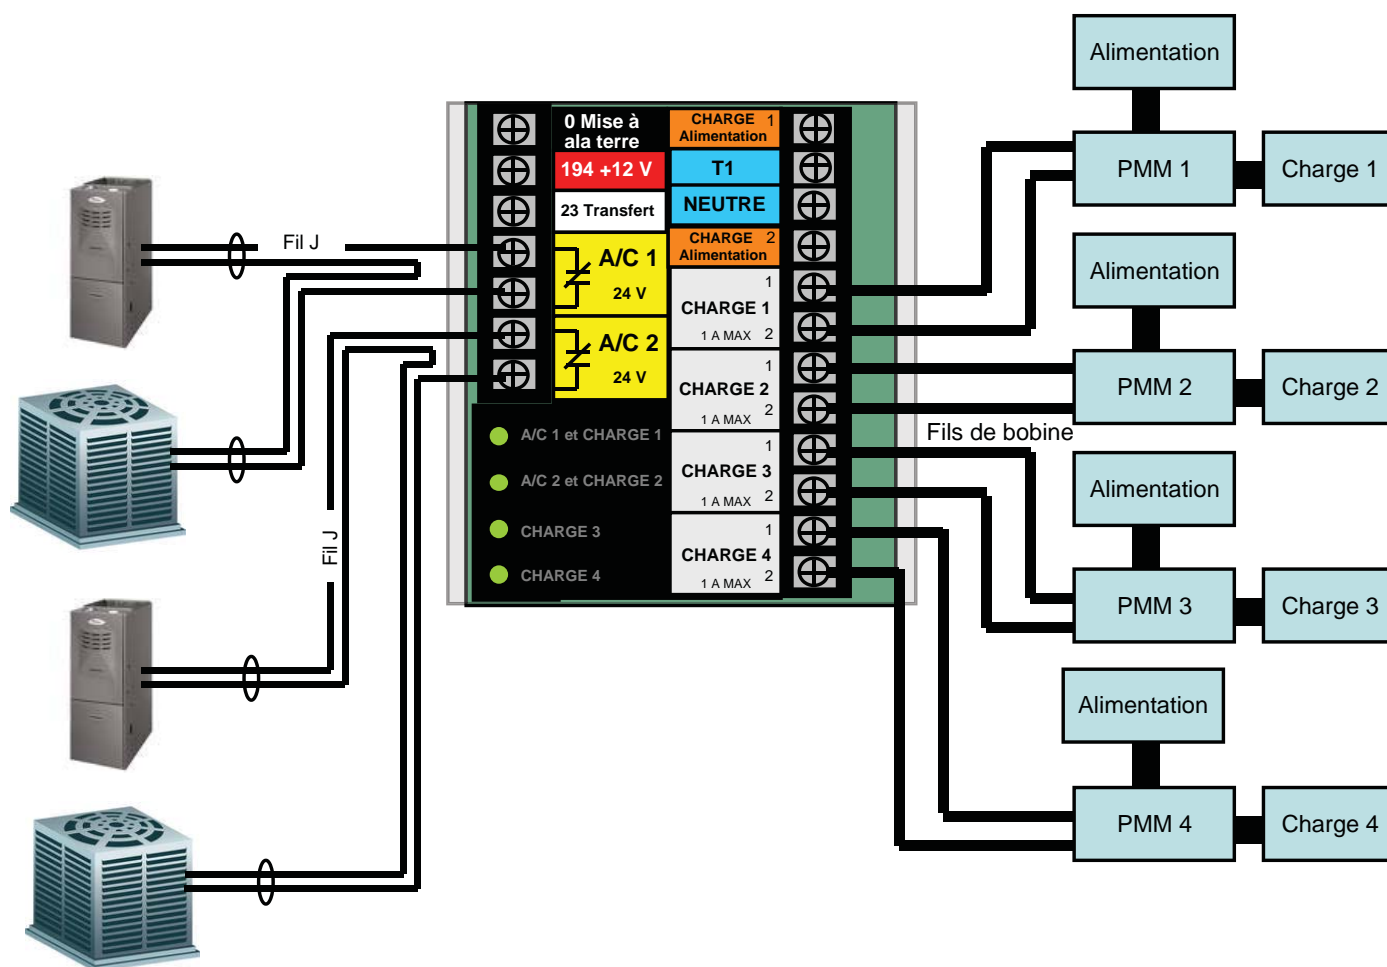 Alimentation
0 Mise à
ala terre
CHARGE 1
Alimentation
194 +12 V
T1
PMM 1
Charge 1
23 Transfert
NEUTRE
Fil J
CHARGE 2
Alimentation
A/C 1
24 V
1
CHARGE 1
1 A MAX 2
Alimentation
A/C 2
24 V
1
CHARGE 2
1 A MAX 2
PMM 2
Charge 2
A/C 1 et CHARGE 1
Fils de bobine
1
CHARGE 3
1 A MAX 2
A/C 2 et CHARGE 2
Alimentation
Fil J
CHARGE 3
1
CHARGE 4
1 A MAX 2
CHARGE 4
PMM 3
Charge 3
Alimentation
PMM 4
Charge 4